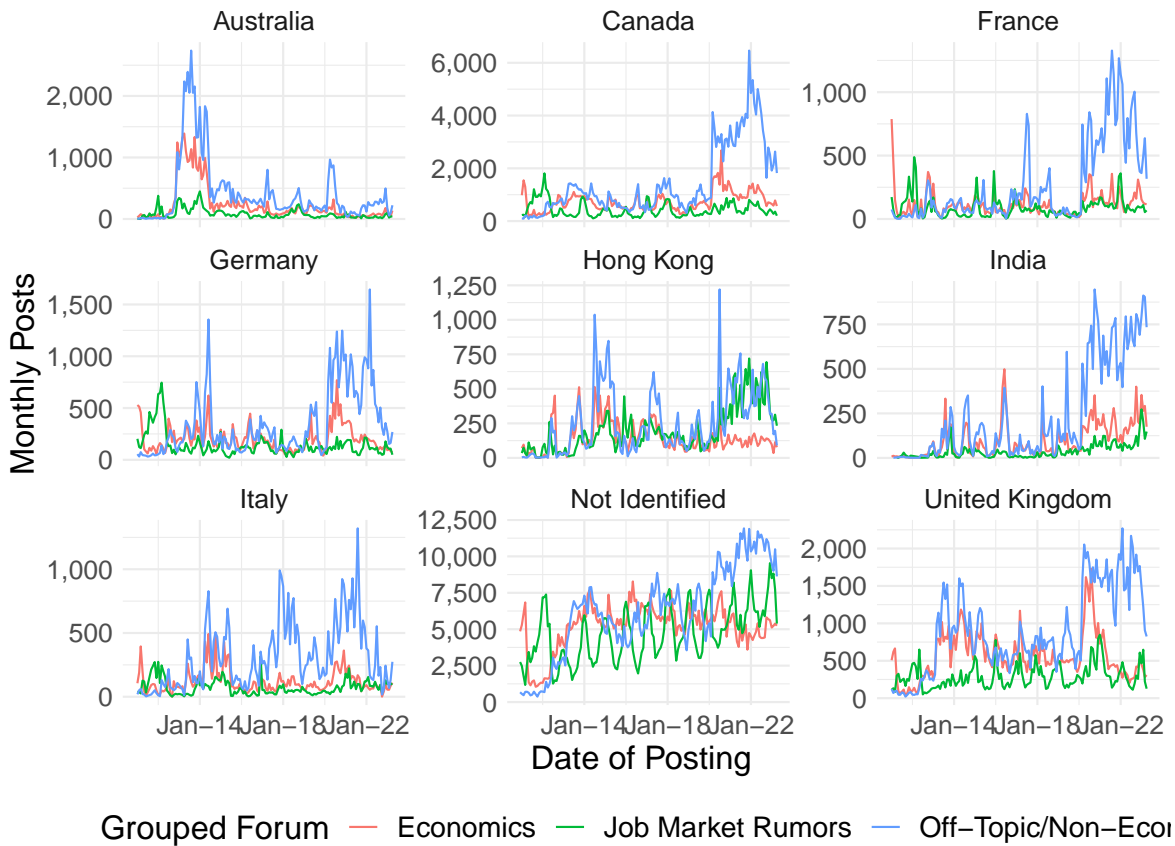 Australia
Canada
France
2,000
1,000
0
6,000
4,000
2,000
0
1,000
500
0
Germany
Hong Kong
India
1,500
1,000
500
0
1,250
1,000
750
500
250
0
750
500
250
0
Monthly Posts
Italy
Not Identified
United Kingdom
1,000
500
0
12,500
10,000
7,500
5,000
2,500
0
2,000
1,500
1,000
500
0
Jan−14 Jan−18 Jan−22
Jan−14 Jan−18 Jan−22
Jan−14 Jan−18 Jan−22
Date of Posting
Grouped Forum Economics Job Market Rumors Off−Topic/Non−Econ